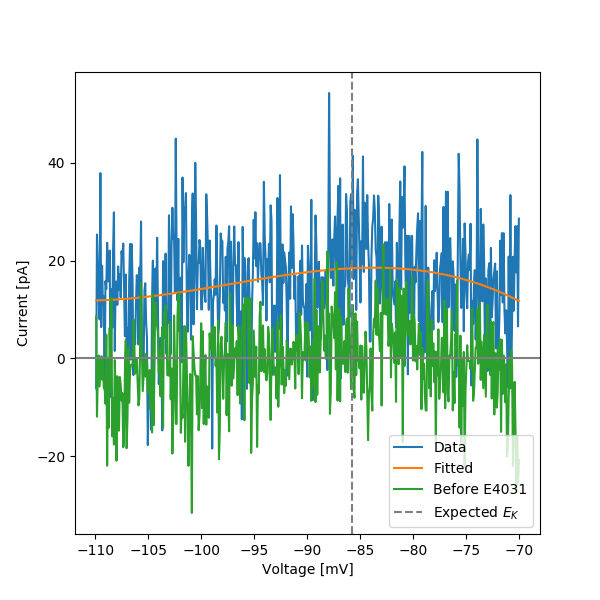 Current [pA]
40
20
0
−20
−110
−105
−100
−95
−90
−85
−80
−75
−70
Voltage [mV]
Data
Fitted
Before E4031
Expected E_K